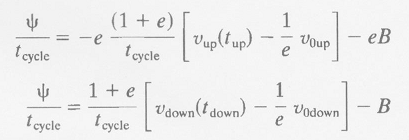 ψ/t_cycle = −e (1 + e)/t_cycle [v_up(t_up) − 1/e v_0up] − eB
ψ/t_cycle = 1 + e/t_cycle [v_down(t_down) − 1/e v_0down] − B